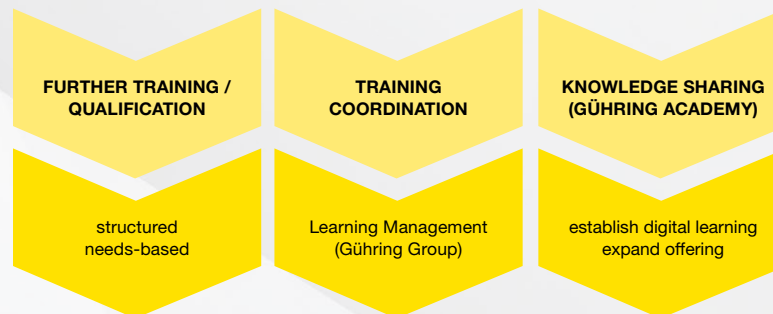 FURTHER TRAINING /
QUALIFICATION
TRAINING
COORDINATION
KNOWLEDGE SHARING
(GÜHRING ACADEMY)
structured
needs-based
Learning Management
(Gühring Group)
establish digital learning
expand offering